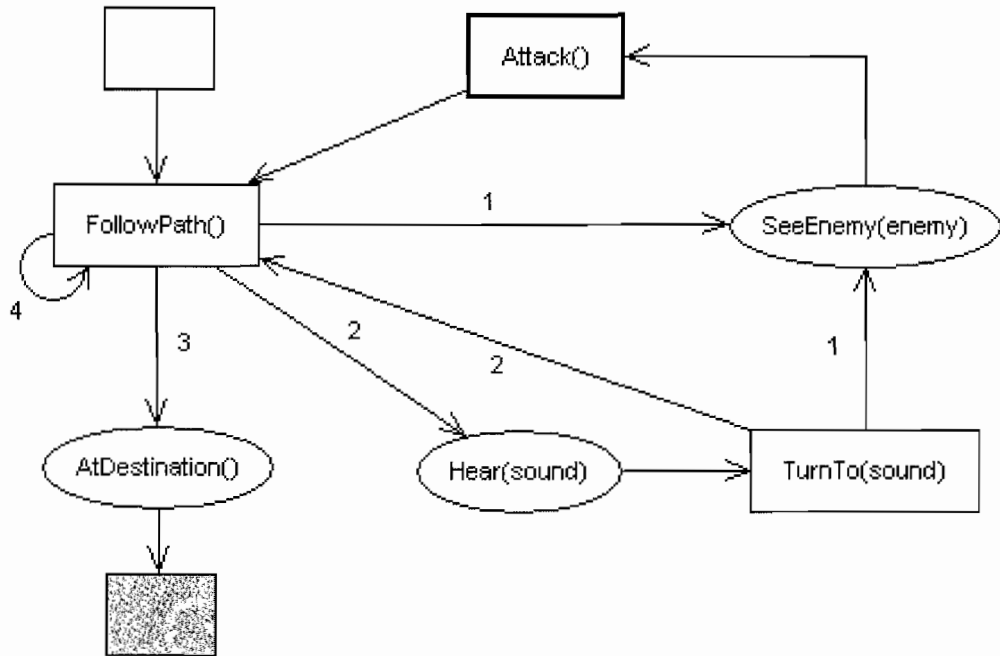 Attack()
FollowPath()
1
SeeEnemy(enemy)
4
3
2
2
1
AtDestination()
Hear(sound)
TurnTo(sound)